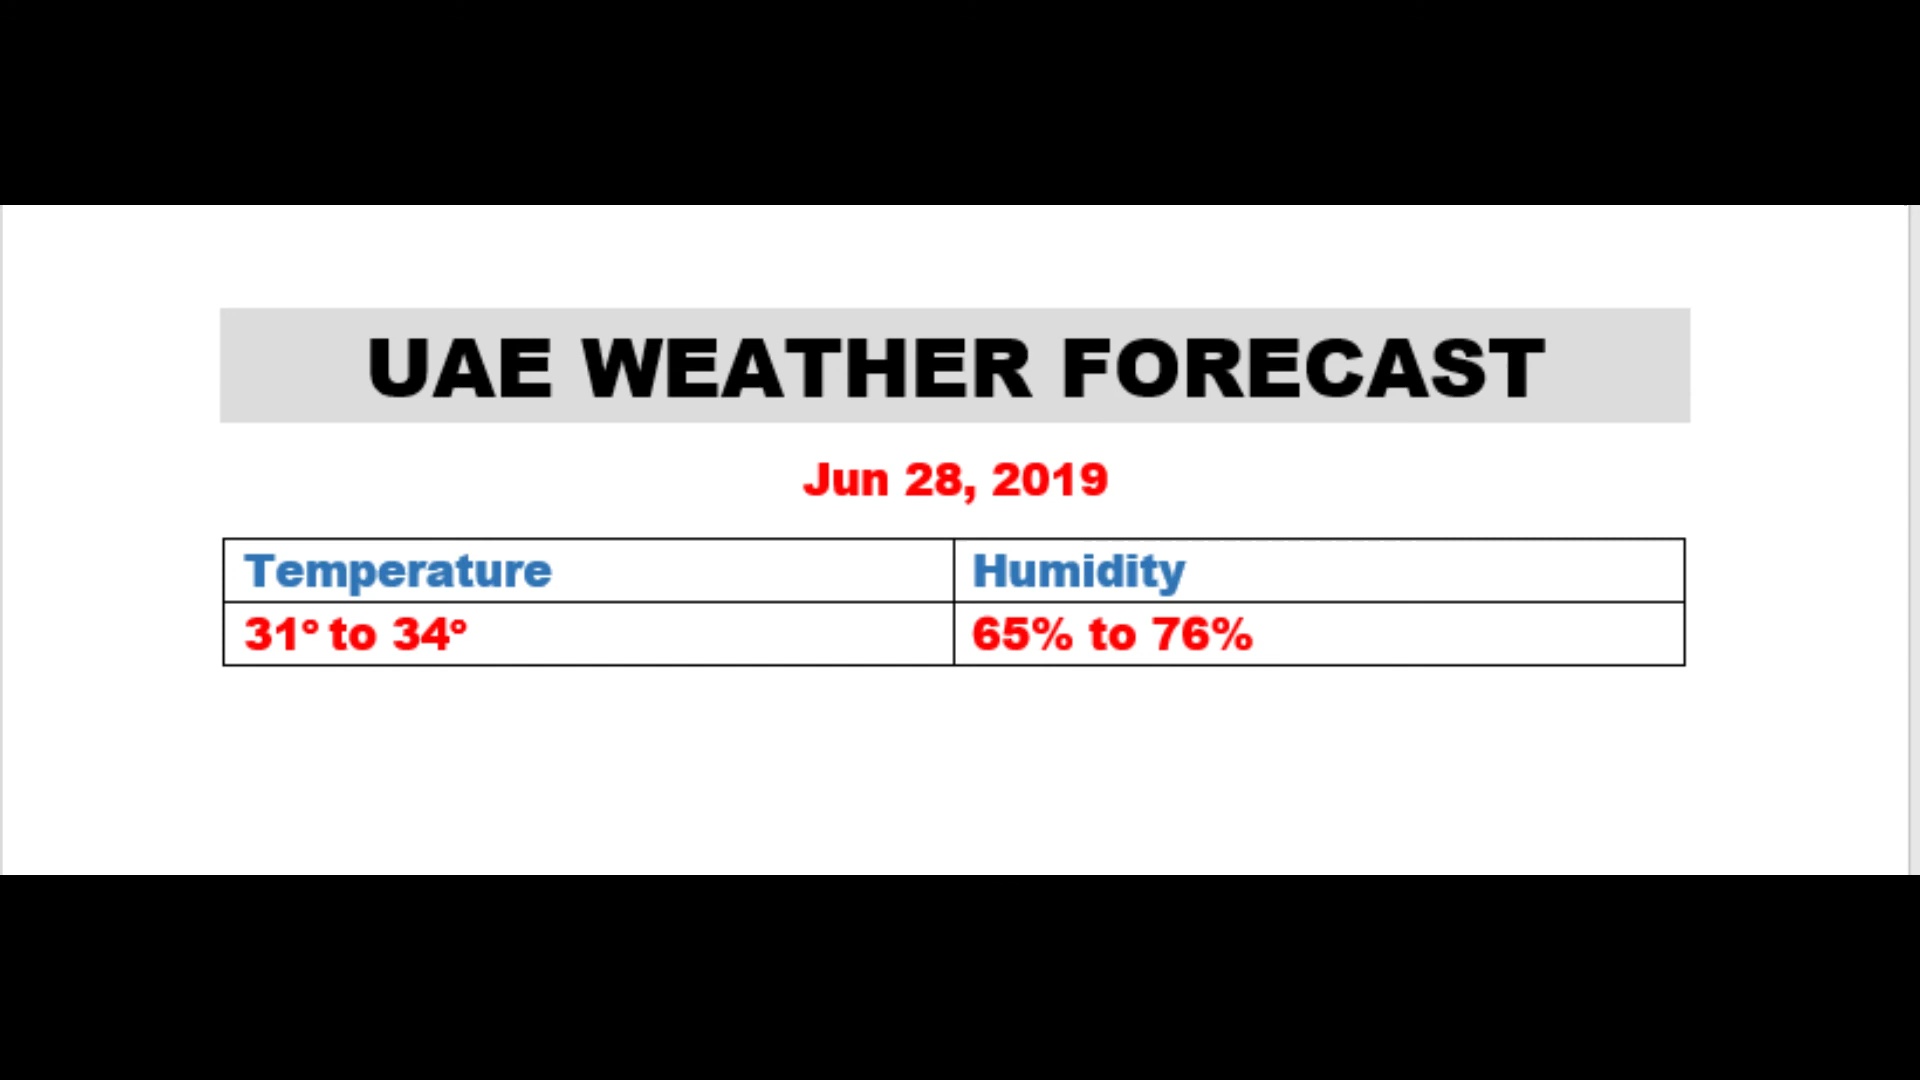 UAE WEATHER FORECAST
Jun 28, 2019
Temperature Humidity
31° to 34° 65% to 76%